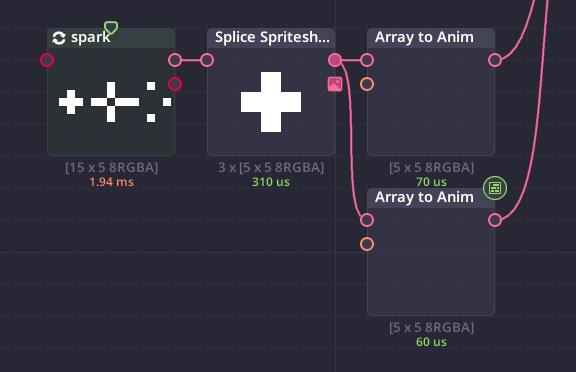 spark
Splice Spritesh...
Array to Anim
[15 x 5 8RGBA]
1.94 ms
3 x [5 x 5 8RGBA]
310 us
[5 x 5 8RGBA]
70 us
Array to Anim
[5 x 5 8RGBA]
60 us